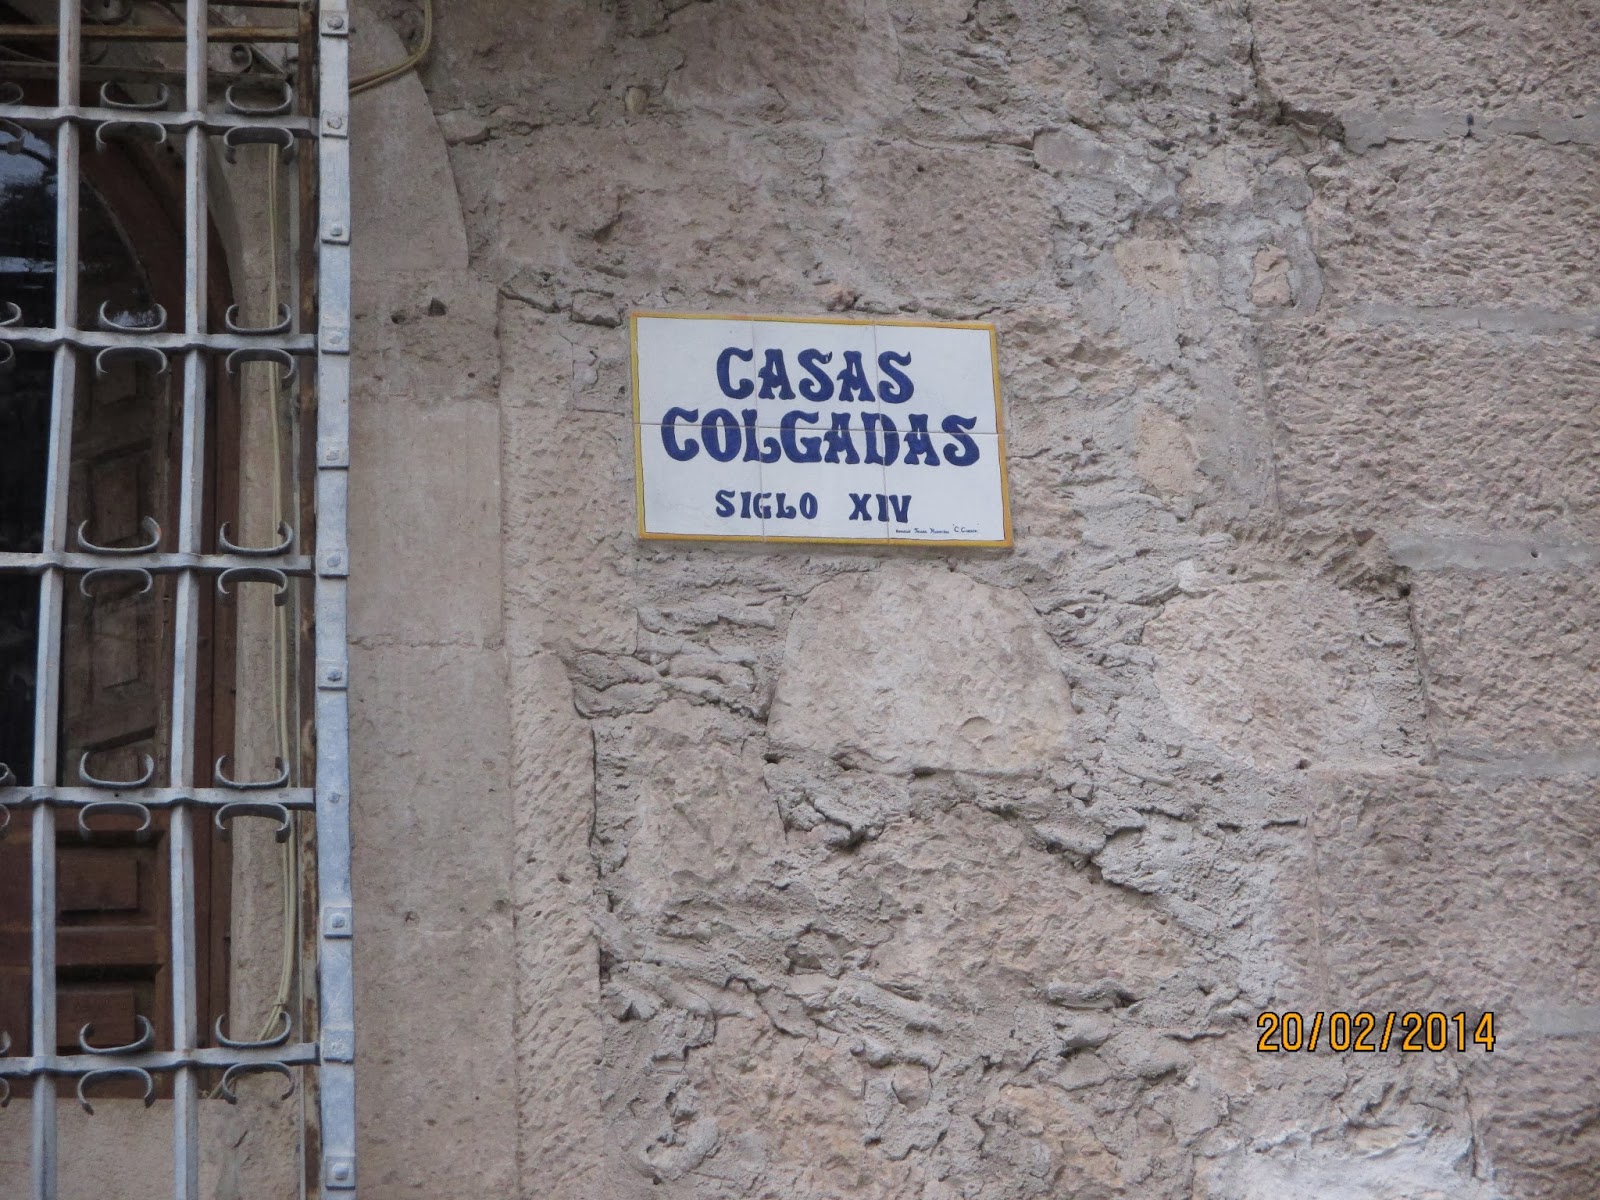 CASAS
COLGADAS
SIGLO XIV
20/02/2014